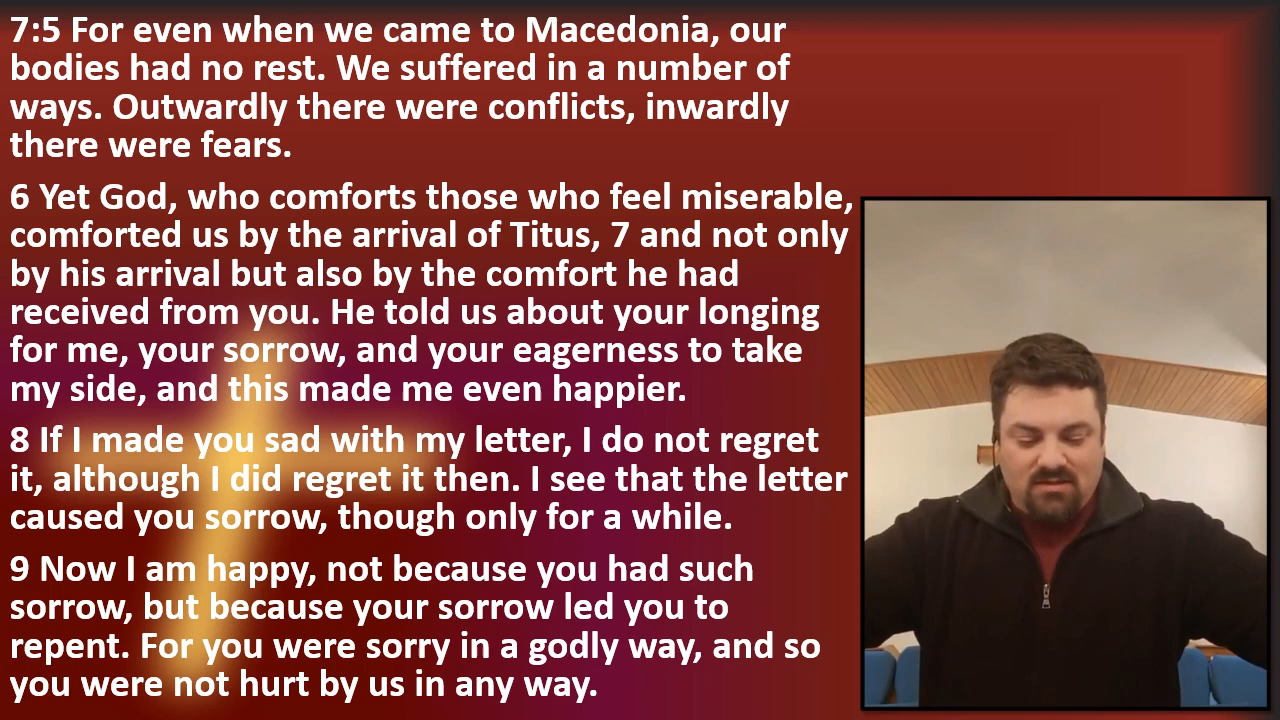 7:5 For even when we came to Macedonia, our
bodies had no rest. We suffered in a number of
ways. Outwardly there were conflicts, inwardly
there were fears.
6 Yet God, who comforts those who feel miserable,
comforted us by the arrival of Titus, 7 and not only
by his arrival but also by the comfort he had
received from you. He told us about your longing
for me, your sorrow, and your eagerness to take
my side, and this made me even happier.
8 If I made you sad with my letter, I do not regret
it, although I did regret it then. I see that the letter
caused you sorrow, though only for a while.
9 Now I am happy, not because you had such
sorrow, but because your sorrow led you to
repent. For you were sorry in a godly way, and so
you were not hurt by us in any way.